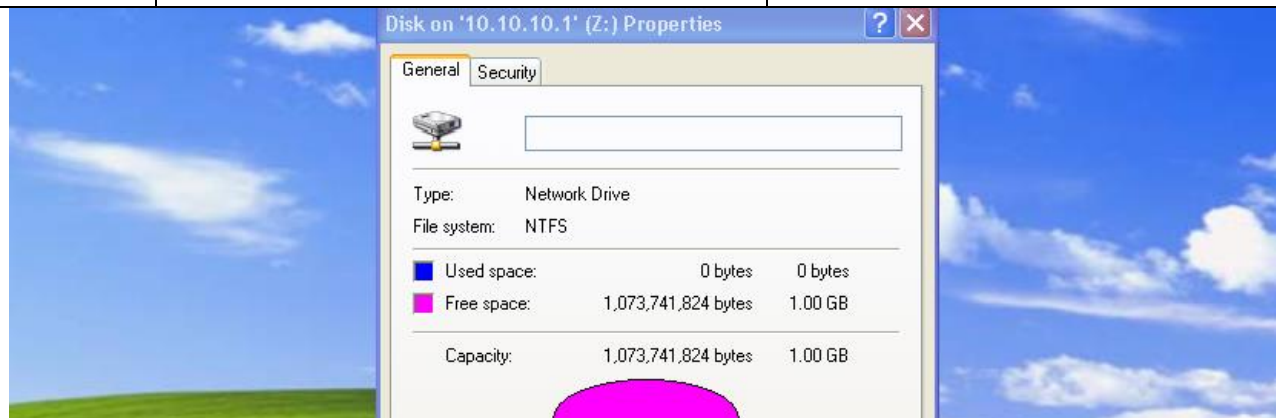 Disk on '10.10.10.1' (Z:) Properties
General Security
Type: Network Drive
File system: NTFS
Used space: 0 bytes 0 bytes
Free space: 1,073,741,824 bytes 1.00 GB
Capacity: 1,073,741,824 bytes 1.00 GB